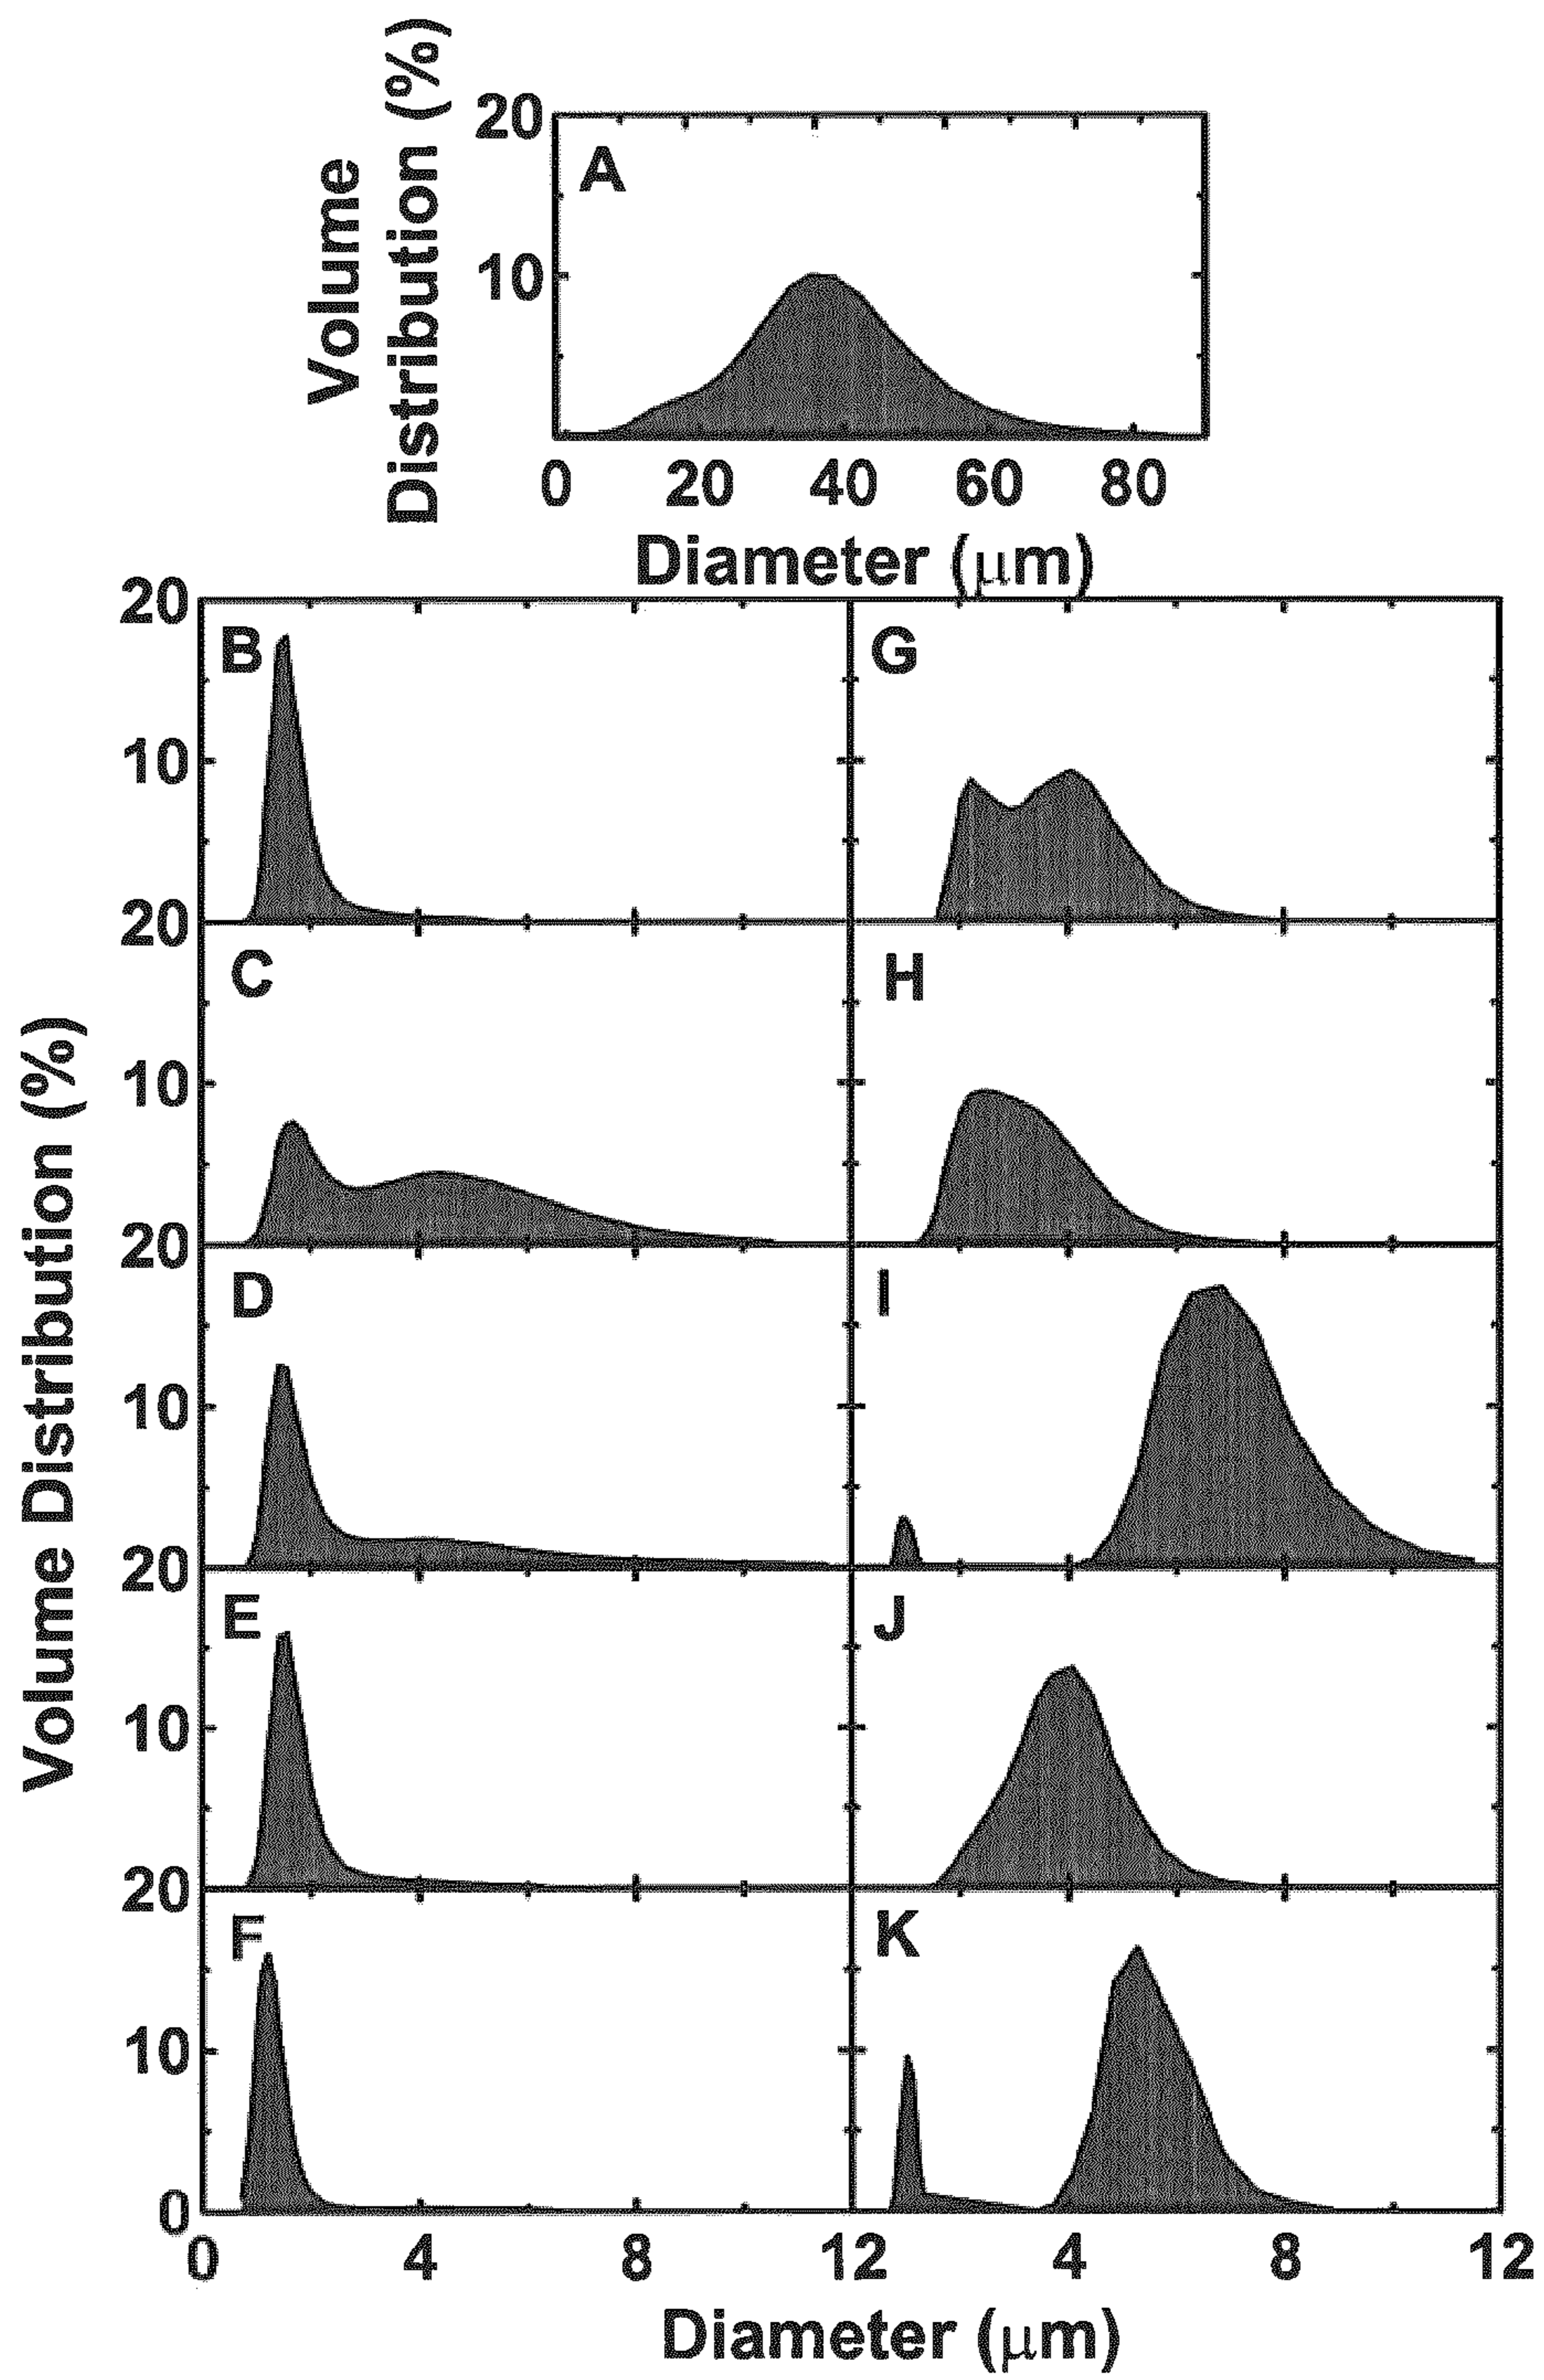 Volume
Distribution (%)
20
A
10
0 20 40 60 80
Diameter (μm)
Volume Distribution (%)
20
B G
10
20
C H
10
20
D I
10
20
E J
10
20
F K
10
0
0 4 8 12 4 8 12
Diameter (μm)